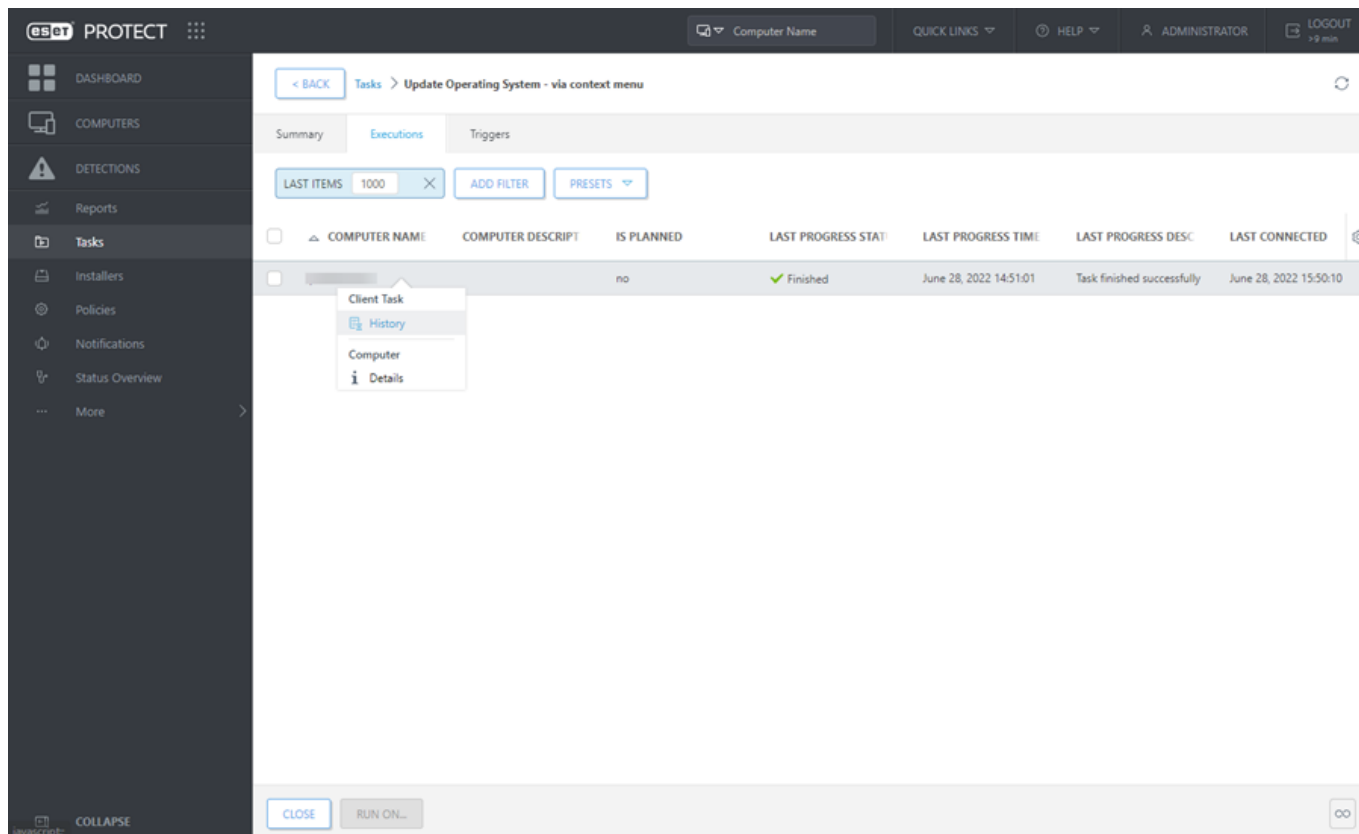 eset PROTECT
Computer Name
QUICK LINKS
HELP
ADMINISTRATOR
LOGOUT
>9 min
DASHBOARD
COMPUTERS
DETECTIONS
Reports
Tasks
Installers
Policies
Notifications
Status Overview
More
COLLAPSE
javascript:
< BACK Tasks > Update Operating System - via context menu
Summary Executions Triggers
LAST ITEMS 1000 ADD FILTER PRESETS
COMPUTER NAME COMPUTER DESCRIPT IS PLANNED LAST PROGRESS STAT LAST PROGRESS TIME LAST PROGRESS DESC LAST CONNECTED
no Finished June 28, 2022 14:51:01 Task finished successfully June 28, 2022 15:50:10
Client Task
History
Computer
Details
CLOSE RUN ON...